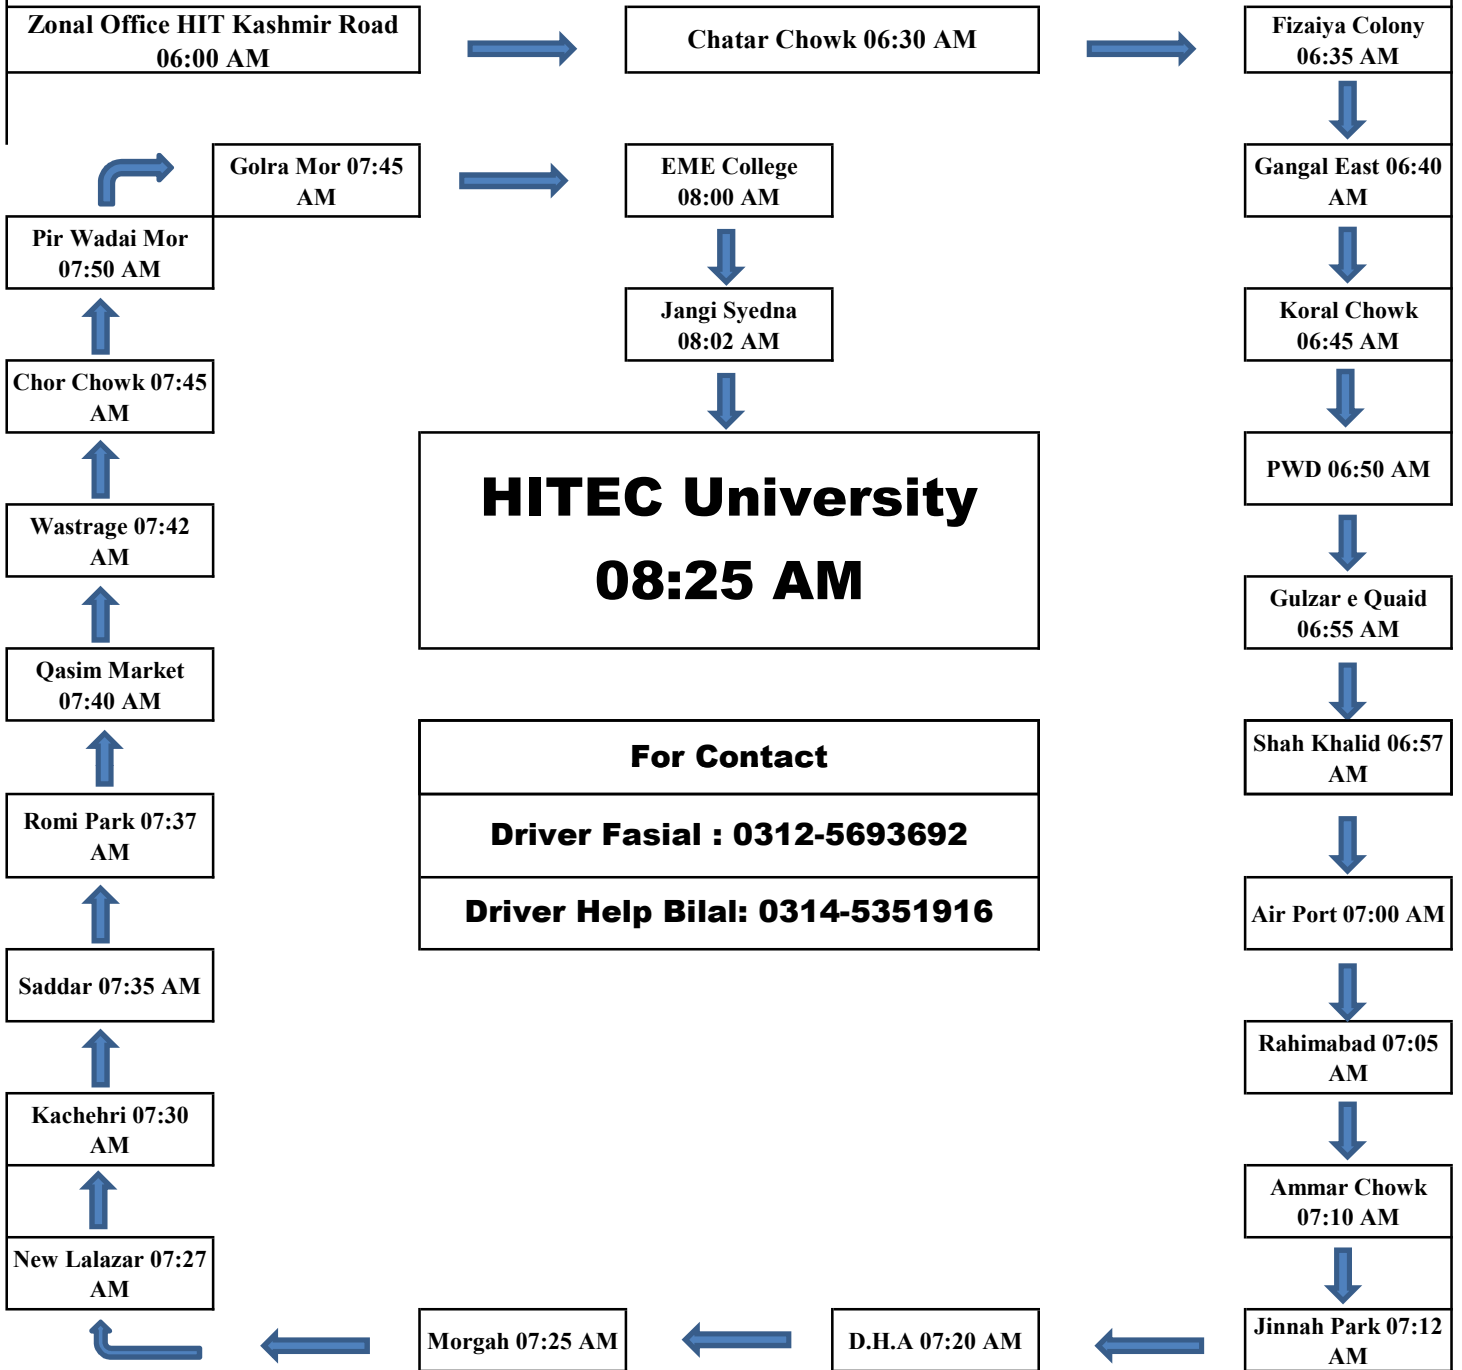 Zonal Office HIT Kashmir Road
06:00 AM
Chatar Chowk 06:30 AM
Fizaiya Colony
06:35 AM
Gangal East 06:40
AM
Koral Chowk
06:45 AM
PWD 06:50 AM
Gulzar e Quaid
06:55 AM
Shah Khalid 06:57
AM
Air Port 07:00 AM
Rahimabad 07:05
AM
Ammar Chowk
07:10 AM
Jinnah Park 07:12
AM
D.H.A 07:20 AM
Morgah 07:25 AM
New Lalazar 07:27
AM
Kachehri 07:30
AM
Saddar 07:35 AM
Romi Park 07:37
AM
Qasim Market
07:40 AM
Wastrage 07:42
AM
Chor Chowk 07:45
AM
Pir Wadai Mor
07:50 AM
Golra Mor 07:45
AM
EME College
08:00 AM
Jangi Syedna
08:02 AM
HITEC University
08:25 AM
For Contact
Driver Fasial : 0312-5693692
Driver Help Bilal: 0314-5351916